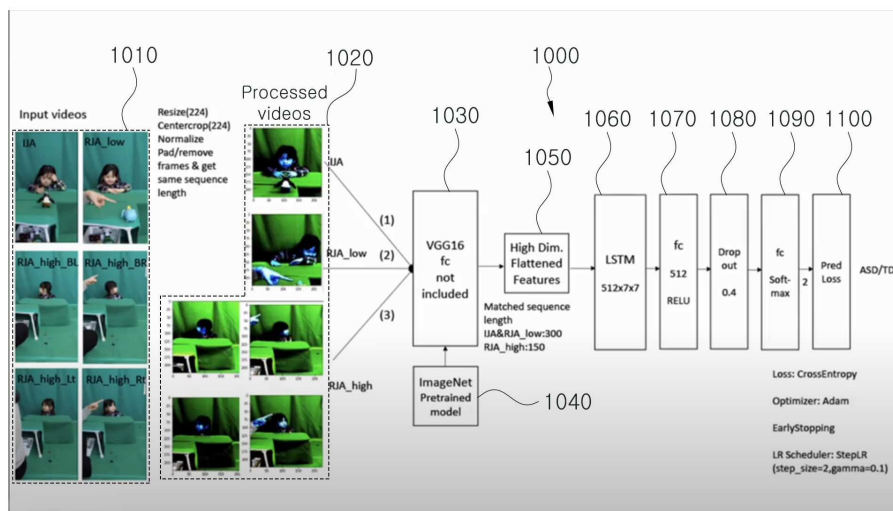 1010
1020
1000
1030
1050
1060
1070
1080
1090
1100
Input videos
Resize(224)
Centercrop(224)
Normalize
Pad/remove
frames & get
same sequence
length
Processed
videos
IJA
RJA_low
RJA_high_BL
RJA_high_BR
RJA_high_Lt
RJA_high_Rt
IJA
RJA_low
RJA_high
(1)
(2)
(3)
VGG16
fc
not
included
ImageNet
Pretrained
model
1040
High Dim.
Flattened
Features
Matched sequence
length
IJA&RJA_low:300
RJA_high:150
LSTM
512x7x7
fc
512
RELU
Drop
out
0.4
fc
Soft-
max
2
Pred
Loss
ASD/TD
Loss: CrossEntropy
Optimizer: Adam
EarlyStopping
LR Scheduler: StepLR
(step_size=2,gamma=0.1)